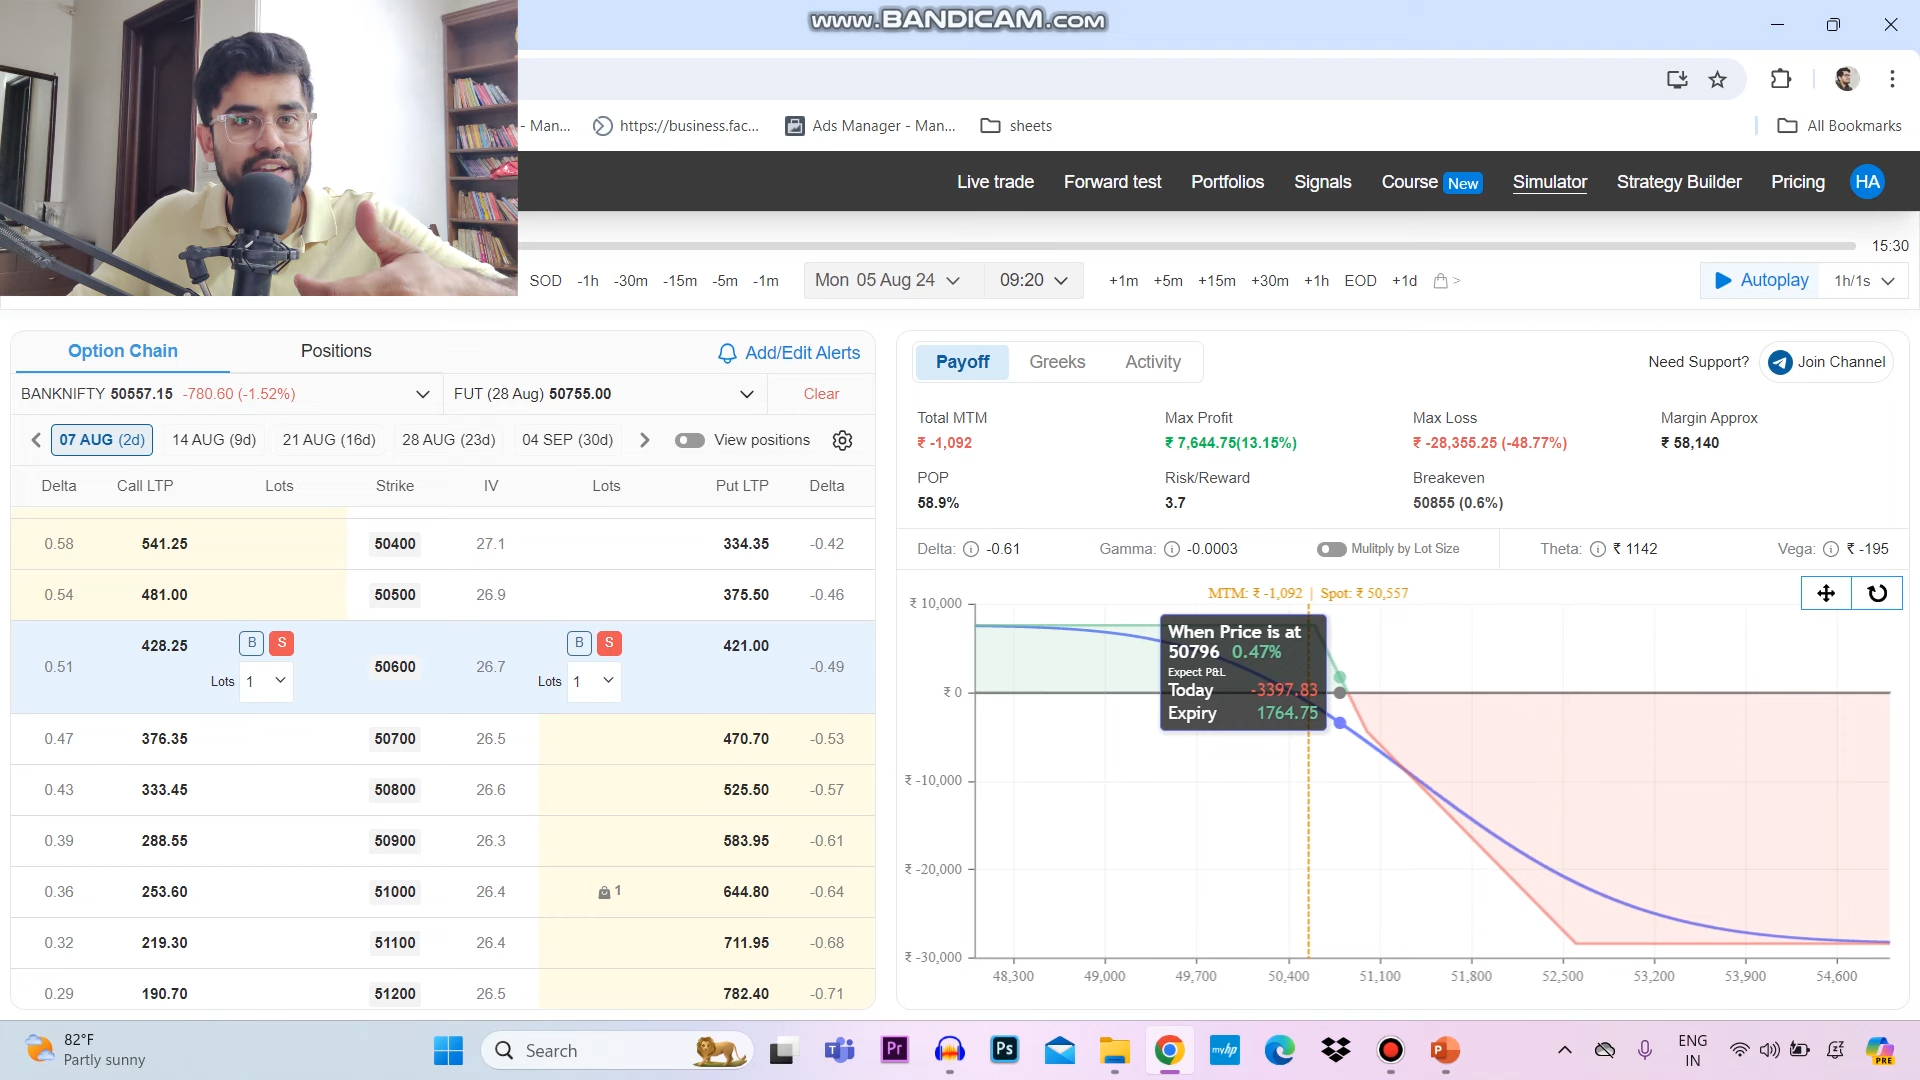 www.BANDICAM.com
- Man...
https://business.fac...
Ads Manager - Man...
sheets
All Bookmarks
Live trade
Forward test
Portfolios
Signals
Course New
Simulator
Strategy Builder
Pricing
HA
15:30
SOD -1h -30m -15m -5m -1m
Mon 05 Aug 24
09:20
+1m +5m +15m +30m +1h EOD +1d
>
Autoplay
1h/1s
Option Chain
Positions
Add/Edit Alerts
BANKNIFTY 50557.15 -780.60 (-1.52%)
FUT (28 Aug) 50755.00
Clear
07 AUG (2d)
14 AUG (9d)
21 AUG (16d)
28 AUG (23d)
04 SEP (30d)
View positions
Delta Call LTP Lots Strike IV Lots Put LTP Delta
0.58 541.25 50400 27.1 334.35 -0.42
0.54 481.00 50500 26.9 375.50 -0.46
428.25 B S B S 421.00
0.51 50600 26.7 -0.49
Lots 1 Lots 1
0.47 376.35 50700 26.5 470.70 -0.53
0.43 333.45 50800 26.6 525.50 -0.57
0.39 288.55 50900 26.3 583.95 -0.61
0.36 253.60 51000 26.4 1 644.80 -0.64
0.32 219.30 51100 26.4 711.95 -0.68
0.29 190.70 51200 26.5 782.40 -0.71
Payoff
Greeks
Activity
Need Support?
Join Channel
Total MTM Max Profit Max Loss Margin Approx
₹ -1,092 ₹ 7,644.75(13.15%) ₹ -28,355.25 (-48.77%) ₹ 58,140
POP Risk/Reward Breakeven
58.9% 3.7 50855 (0.6%)
Delta: -0.61
Gamma: -0.0003
Mulitply by Lot Size
Theta: ₹ 1142
Vega: ₹ -195
MTM: ₹ -1,092 | Spot: ₹ 50,557
₹ 10,000
When Price is at
50796 0.47%
Expect P&L
Today -3397.83
Expiry 1764.75
₹ 0
₹ -10,000
₹ -20,000
₹ -30,000
48,300 49,000 49,700 50,400 51,100 51,800 52,500 53,200 53,900 54,600
82°F
Partly sunny
Search
Pr
Ps
myhp
P
ENG
IN
PRE